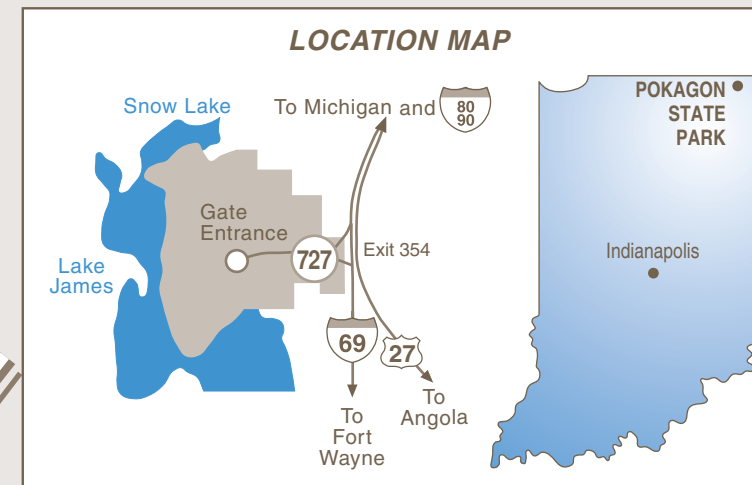 LOCATION MAP
Snow Lake
To Michigan and
80
90
Gate
Entrance
727
Exit 354
Lake
James
69
27
To
Fort
Wayne
To
Angola
POKAGON
STATE
PARK
Indianapolis